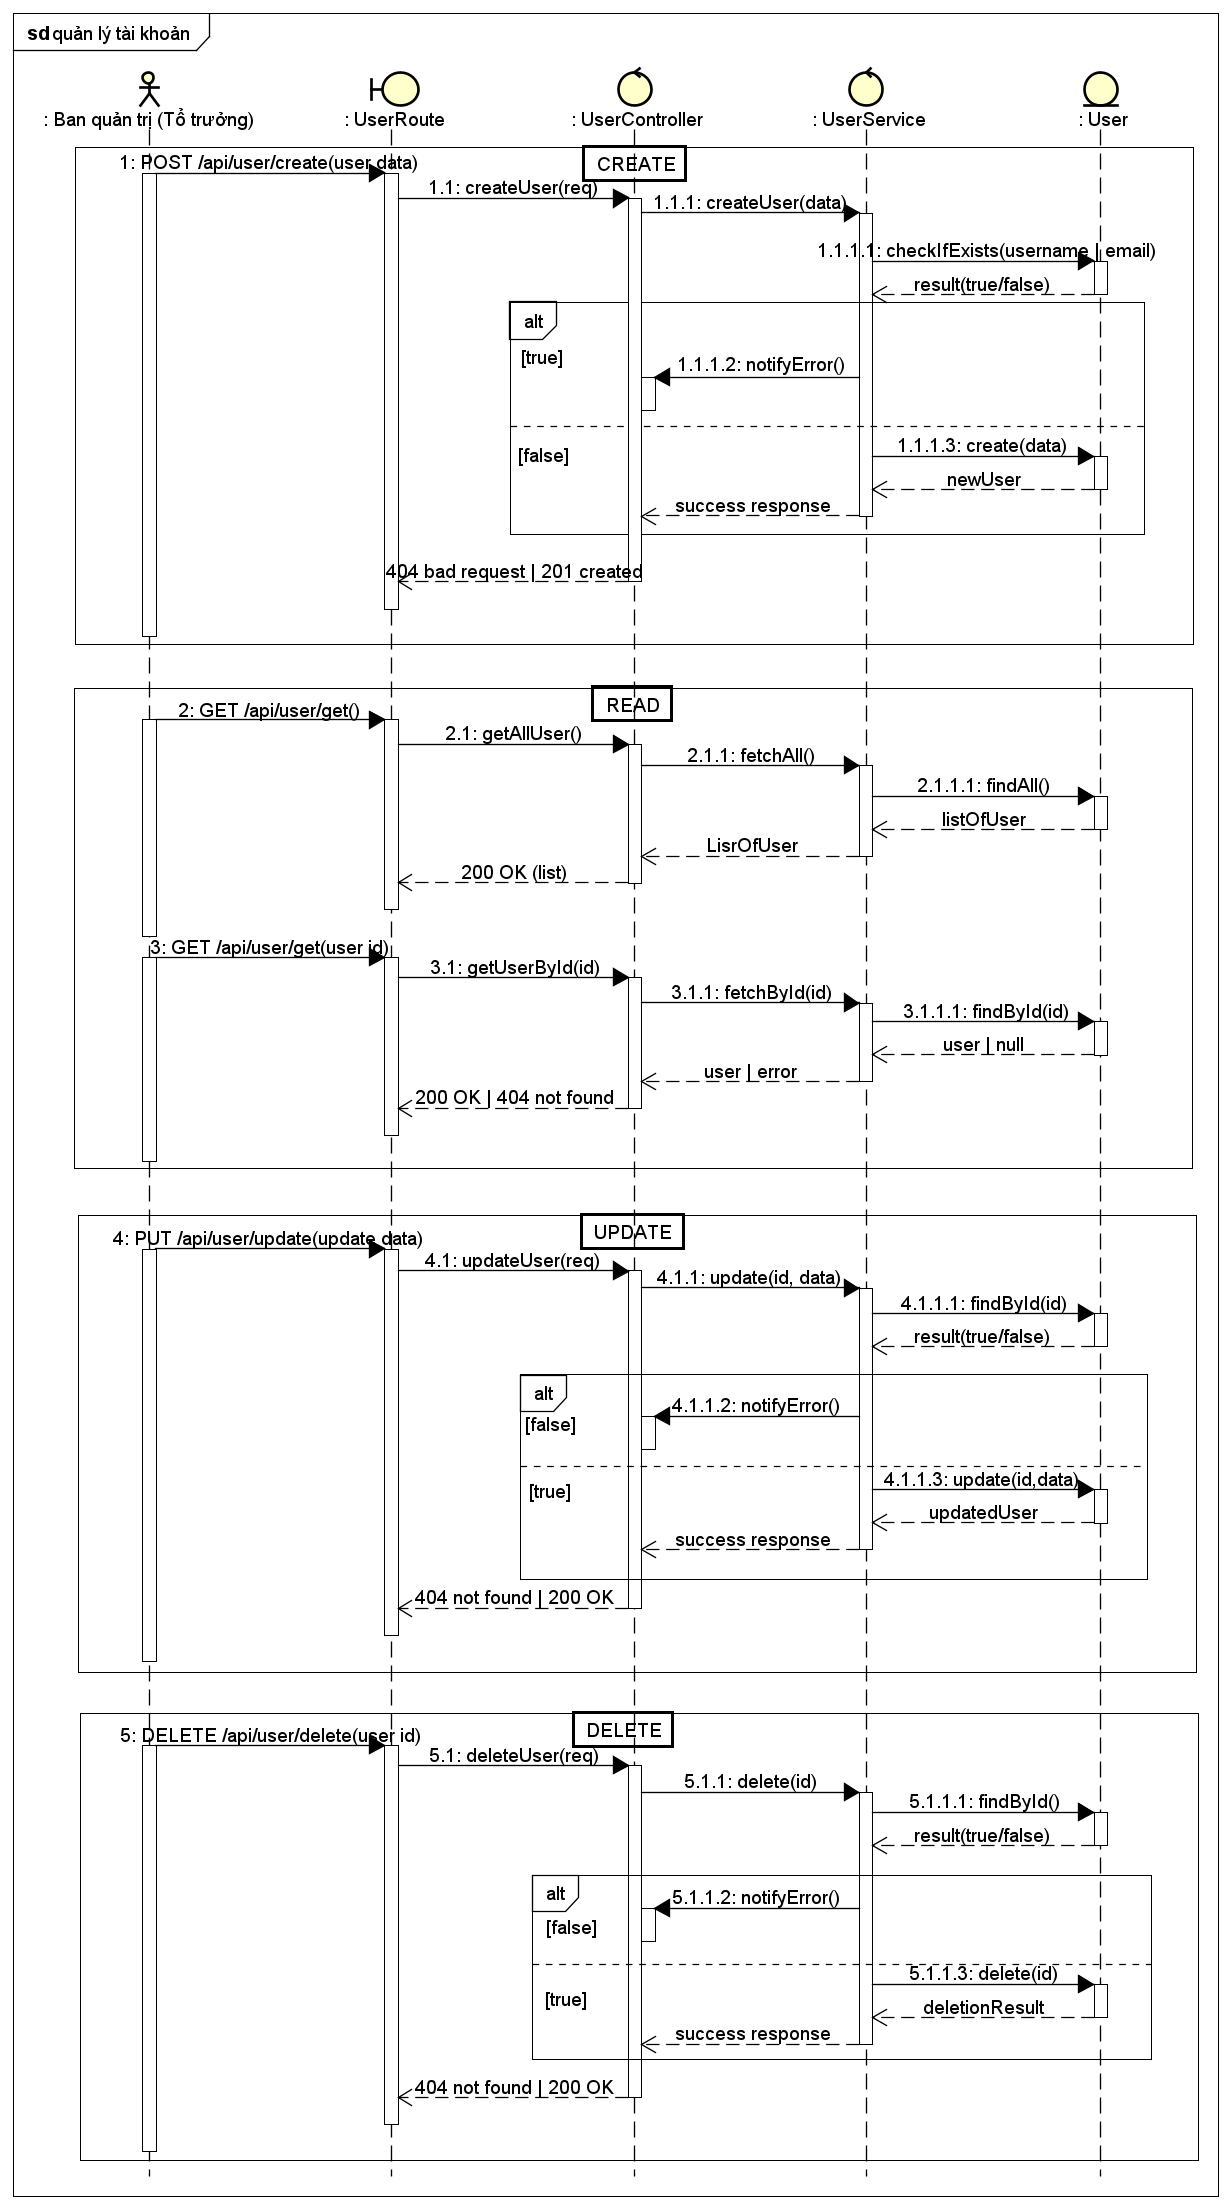 sd quản lý tài khoản
: Ban quản trị (Tổ trưởng)
: UserRoute
: UserController
: UserService
: User
CREATE
1: POST /api/user/create(user data)
1.1: createUser(req)
1.1.1: createUser(data)
1.1.1.1: checkIfExists(username | email)
result(true/false)
alt
[true]
1.1.1.2: notifyError()
[false]
1.1.1.3: create(data)
newUser
success response
404 bad request | 201 created
READ
2: GET /api/user/get()
2.1: getAllUser()
2.1.1: fetchAll()
2.1.1.1: findAll()
listOfUser
LisrOfUser
200 OK (list)
3: GET /api/user/get(user id)
3.1: getUserById(id)
3.1.1: fetchById(id)
3.1.1.1: findById(id)
user | null
user | error
200 OK | 404 not found
UPDATE
4: PUT /api/user/update(update data)
4.1: updateUser(req)
4.1.1: update(id, data)
4.1.1.1: findById(id)
result(true/false)
alt
4.1.1.2: notifyError()
[false]
4.1.1.3: update(id,data)
[true]
updatedUser
success response
404 not found | 200 OK
DELETE
5: DELETE /api/user/delete(user id)
5.1: deleteUser(req)
5.1.1: delete(id)
5.1.1.1: findById()
result(true/false)
alt
5.1.1.2: notifyError()
[false]
5.1.1.3: delete(id)
[true]
deletionResult
success response
404 not found | 200 OK